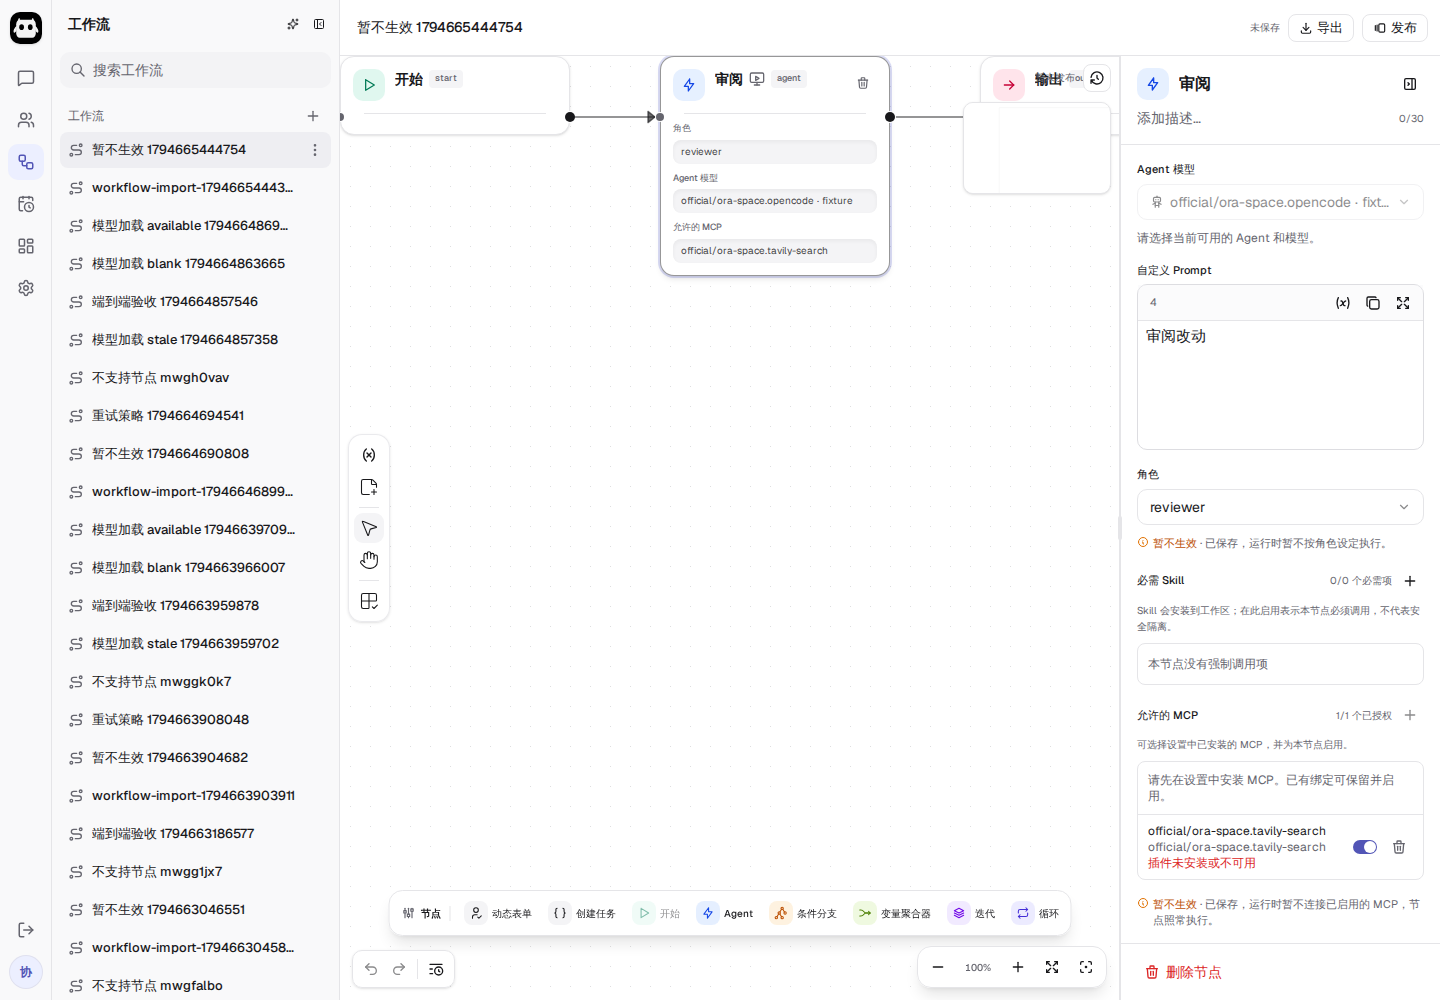 工作流
搜索工作流
工作流
暂不生效 1794665444754
workflow-import-17946654443...
模型加载 available 1794664869...
模型加载 blank 1794664863665
端到端验收 1794664857546
模型加载 stale 1794664857358
不支持节点 mwgh0vav
重试策略 1794664694541
暂不生效 1794664690808
workflow-import-17946646899...
模型加载 available 17946639709...
模型加载 blank 1794663966007
端到端验收 1794663959878
模型加载 stale 1794663959702
不支持节点 mwggk0k7
重试策略 1794663908048
暂不生效 1794663904682
workflow-import-1794663903911
端到端验收 1794663186577
不支持节点 mwgg1jx7
暂不生效 1794663046551
workflow-import-17946630458...
不支持节点 mwgfalbo
协
暂不生效 1794665444754
未保存
导出
发布
开始 start
审阅 agent
角色
reviewer
Agent 模型
official/ora-space.opencode · fixture
允许的 MCP
official/ora-space.tavily-search
输出
节点
动态表单
创建任务
开始
Agent
条件分支
变量聚合器
迭代
循环
100%
审阅
添加描述...
0/30
Agent 模型
official/ora-space.opencode · fixt...
请选择当前可用的 Agent 和模型。
自定义 Prompt
4
审阅改动
角色
reviewer
暂不生效 · 已保存，运行时暂不按角色设定执行。
必需 Skill
0/0 个必需项
Skill 会安装到工作区；在此启用表示本节点必须调用，不代表安
全隔离。
本节点没有强制调用项
允许的 MCP
1/1 个已授权
可选择设置中已安装的 MCP，并为本节点启用。
请先在设置中安装 MCP。已有绑定可保留并启
用。
official/ora-space.tavily-search
official/ora-space.tavily-search
插件未安装或不可用
暂不生效 · 已保存，运行时暂不连接已启用的 MCP，节
点照常执行。
删除节点